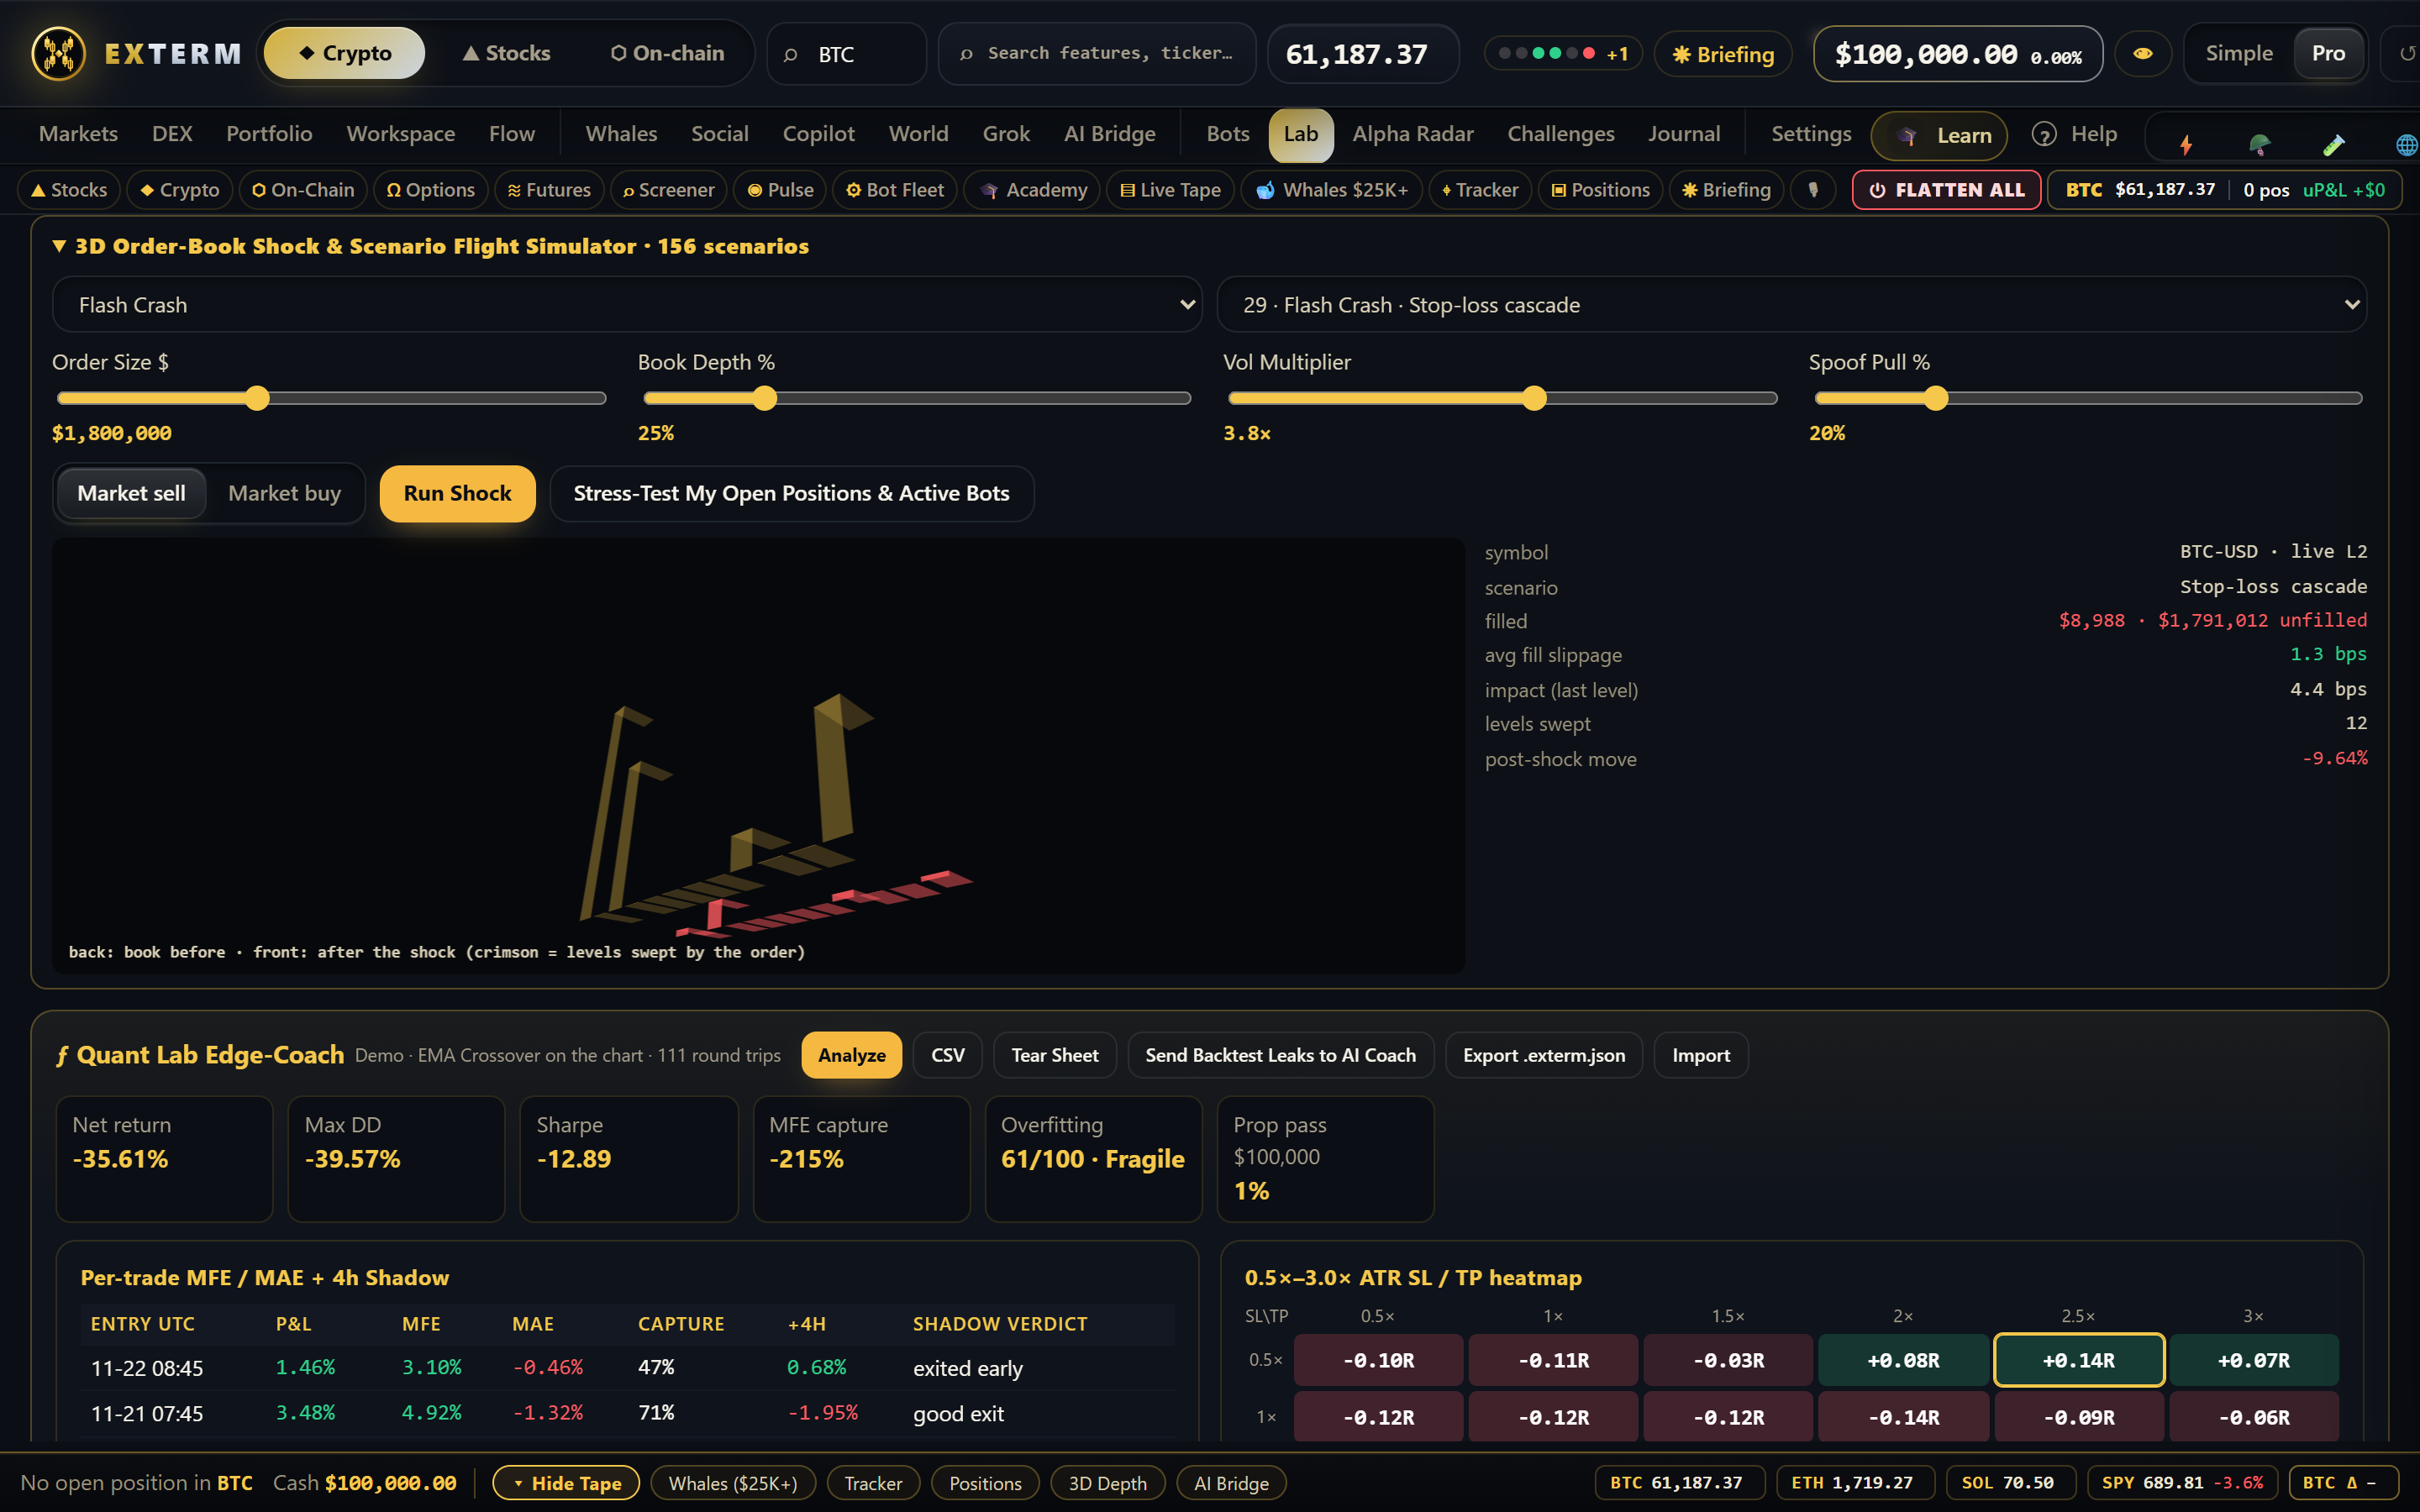 EXTERM
Crypto
Stocks
On-chain
BTC
Search features, ticker…
61,187.37
+1
Briefing
$100,000.00 0.00%
Simple
Pro
Markets
DEX
Portfolio
Workspace
Flow
Whales
Social
Copilot
World
Grok
AI Bridge
Bots
Lab
Alpha Radar
Challenges
Journal
Settings
Learn
Help
Stocks
Crypto
On-Chain
Options
Futures
Screener
Pulse
Bot Fleet
Academy
Live Tape
Whales $25K+
Tracker
Positions
Briefing
FLATTEN ALL
BTC $61,187.37 0 pos uP&L +$0
▼ 3D Order-Book Shock & Scenario Flight Simulator · 156 scenarios
Flash Crash
29 · Flash Crash · Stop-loss cascade
Order Size $
Book Depth %
Vol Multiplier
Spoof Pull %
$1,800,000
25%
3.8×
20%
Market sell
Market buy
Run Shock
Stress-Test My Open Positions & Active Bots
symbol BTC-USD · live L2
scenario Stop-loss cascade
filled $8,988 · $1,791,012 unfilled
avg fill slippage 1.3 bps
impact (last level) 4.4 bps
levels swept 12
post-shock move -9.64%
back: book before · front: after the shock (crimson = levels swept by the order)
ƒ Quant Lab Edge-Coach Demo · EMA Crossover on the chart · 111 round trips
Analyze
CSV
Tear Sheet
Send Backtest Leaks to AI Coach
Export .exterm.json
Import
Net return
-35.61%
Max DD
-39.57%
Sharpe
-12.89
MFE capture
-215%
Overfitting
61/100 · Fragile
Prop pass
$100,000
1%
Per-trade MFE / MAE + 4h Shadow
ENTRY UTC P&L MFE MAE CAPTURE +4H SHADOW VERDICT
11-22 08:45 1.46% 3.10% -0.46% 47% 0.68% exited early
11-21 07:45 3.48% 4.92% -1.32% 71% -1.95% good exit
0.5×–3.0× ATR SL / TP heatmap
SL\TP 0.5× 1× 1.5× 2× 2.5× 3×
0.5× -0.10R -0.11R -0.03R +0.08R +0.14R +0.07R
1× -0.12R -0.12R -0.12R -0.14R -0.09R -0.06R
No open position in BTC Cash $100,000.00
▾ Hide Tape
Whales ($25K+)
Tracker
Positions
3D Depth
AI Bridge
BTC 61,187.37
ETH 1,719.27
SOL 70.50
SPY 689.81 -3.6%
BTC Δ –